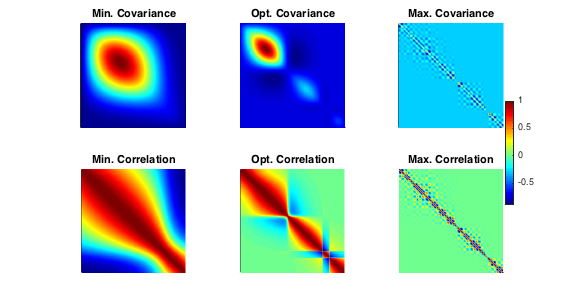 Min. Covariance
Opt. Covariance
Max. Covariance
1
0.5
0
-0.5
Min. Correlation
Opt. Correlation
Max. Correlation